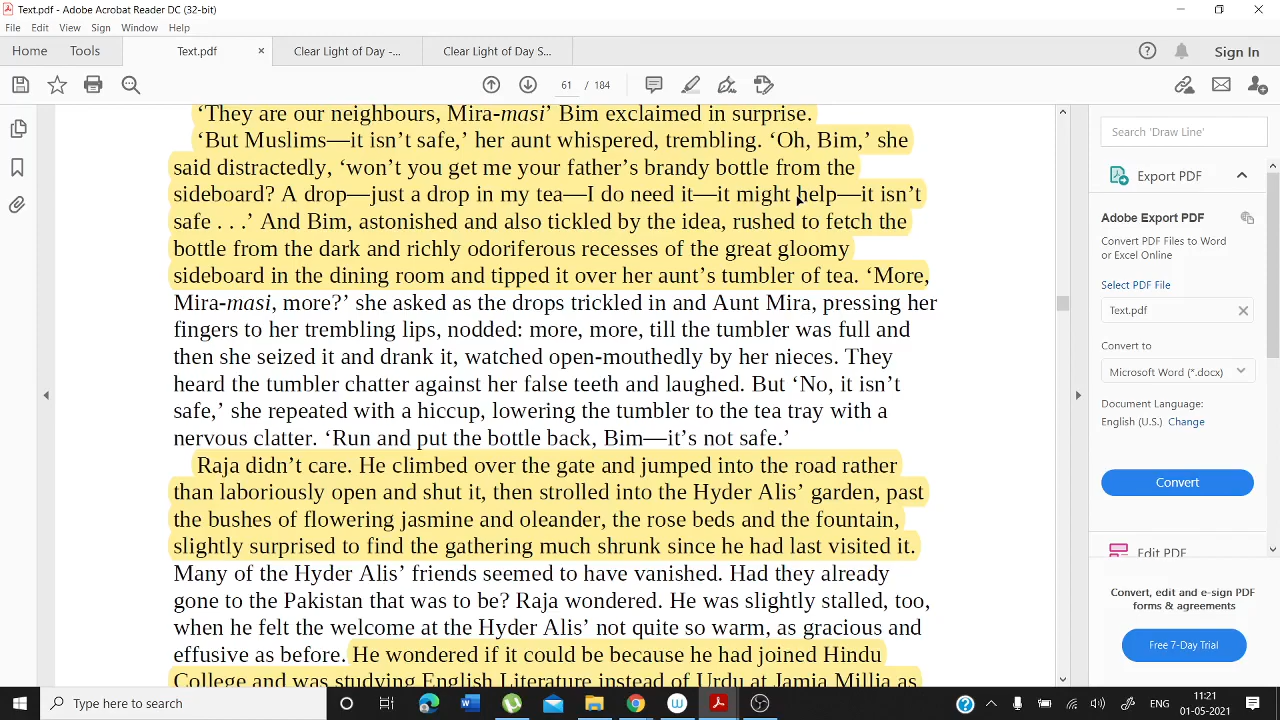 Text.pdf - Adobe Acrobat Reader DC (32-bit)
File Edit View Sign Window Help
Home Tools Text.pdf × Clear Light of Day -... Clear Light of Day S...
Sign In
61 / 184
‘They are our neighbours, Mira-masi’ Bim exclaimed in surprise.
‘But Muslims—it isn’t safe,’ her aunt whispered, trembling. ‘Oh, Bim,’ she
said distractedly, ‘won’t you get me your father’s brandy bottle from the
sideboard? A drop—just a drop in my tea—I do need it—it might help—it isn’t
safe . . .’ And Bim, astonished and also tickled by the idea, rushed to fetch the
bottle from the dark and richly odoriferous recesses of the great gloomy
sideboard in the dining room and tipped it over her aunt’s tumbler of tea. ‘More,
Mira-masi, more?’ she asked as the drops trickled in and Aunt Mira, pressing her
fingers to her trembling lips, nodded: more, more, till the tumbler was full and
then she seized it and drank it, watched open-mouthedly by her nieces. They
heard the tumbler chatter against her false teeth and laughed. But ‘No, it isn’t
safe,’ she repeated with a hiccup, lowering the tumbler to the tea tray with a
nervous clatter. ‘Run and put the bottle back, Bim—it’s not safe.’
Raja didn’t care. He climbed over the gate and jumped into the road rather
than laboriously open and shut it, then strolled into the Hyder Alis’ garden, past
the bushes of flowering jasmine and oleander, the rose beds and the fountain,
slightly surprised to find the gathering much shrunk since he had last visited it.
Many of the Hyder Alis’ friends seemed to have vanished. Had they already
gone to the Pakistan that was to be? Raja wondered. He was slightly stalled, too,
when he felt the welcome at the Hyder Alis’ not quite so warm, as gracious and
effusive as before. He wondered if it could be because he had joined Hindu
College and was studying English Literature instead of Urdu at Jamia Millia as
Search 'Draw Line'
Export PDF
Adobe Export PDF
Convert PDF Files to Word
or Excel Online
Select PDF File
Text.pdf
Convert to
Microsoft Word (*.docx)
Document Language:
English (U.S.) Change
Convert
Edit PDF
Convert, edit and e-sign PDF
forms & agreements
Free 7-Day Trial
Type here to search
ENG
11:21
01-05-2021